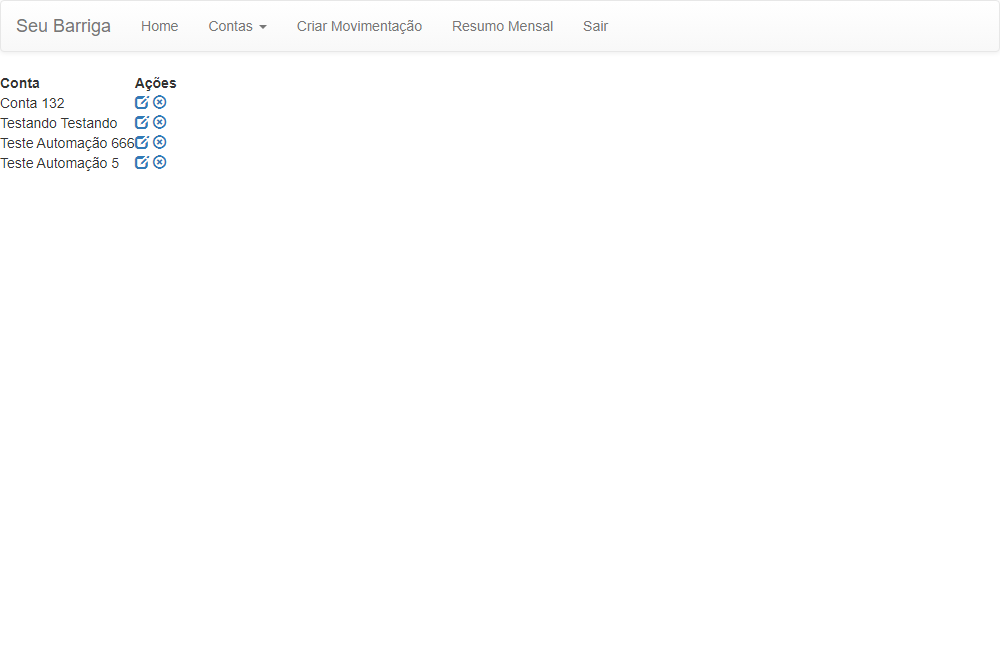 Seu Barriga Home Contas Criar Movimentação Resumo Mensal Sair
Conta Ações
Conta 132
Testando Testando
Teste Automação 666
Teste Automação 5